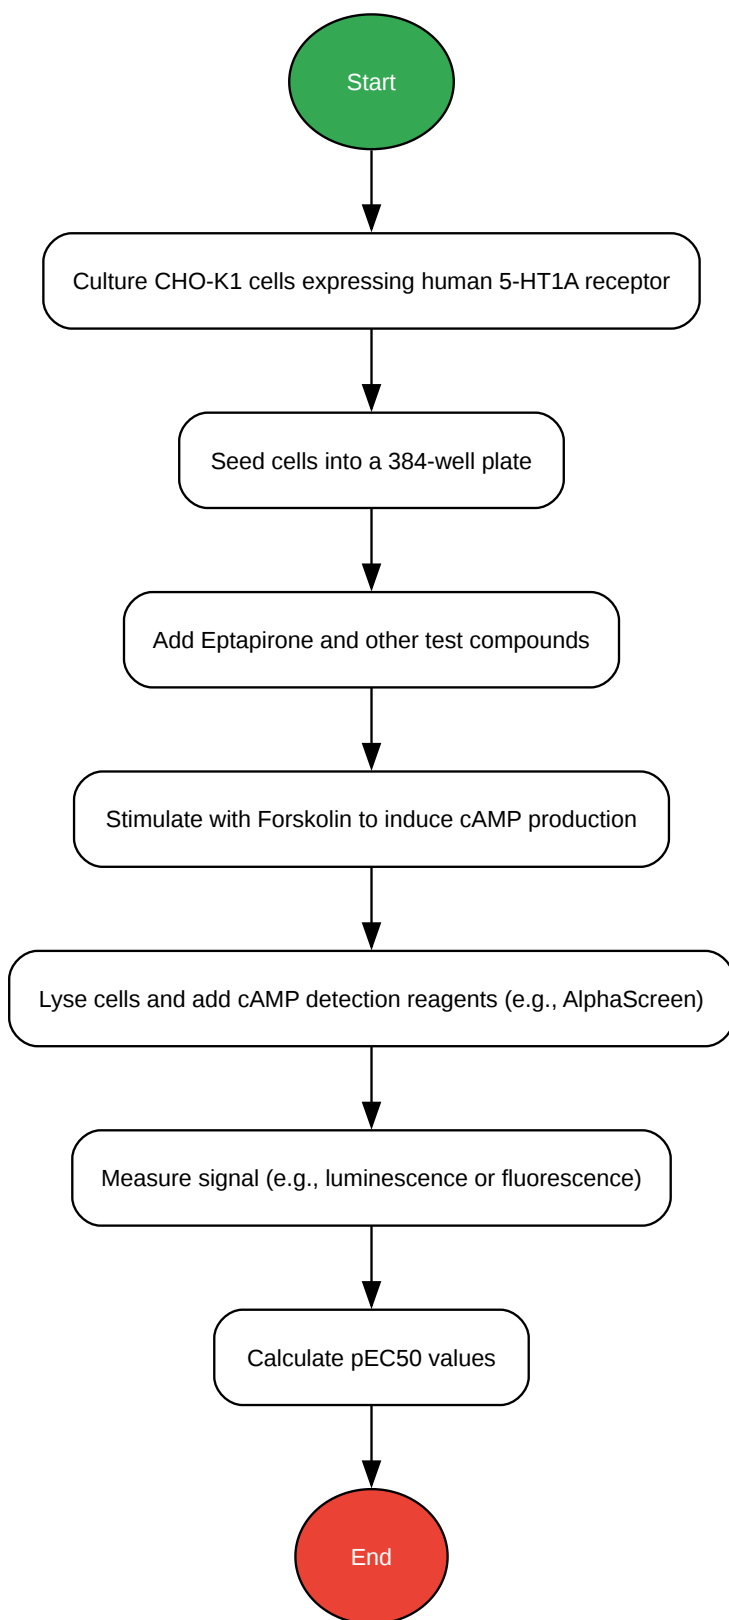 Start
Culture CHO-K1 cells expressing human 5-HT1A receptor
Seed cells into a 384-well plate
Add Eptapirone and other test compounds
Stimulate with Forskolin to induce cAMP production
Lyse cells and add cAMP detection reagents (e.g., AlphaScreen)
Measure signal (e.g., luminescence or fluorescence)
Calculate pEC50 values
End